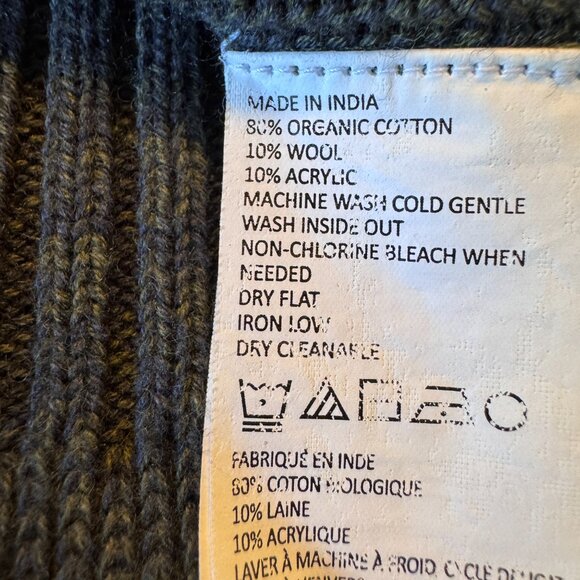 MADE IN INDIA
80% ORGANIC COTTON
10% WOOL
10% ACRYLIC
MACHINE WASH COLD GENTLE
WASH INSIDE OUT
NON-CHLORINE BLEACH WHEN
NEEDED
DRY FLAT
IRON LOW
DRY CLEANABLE
FABRIQUÉ EN INDE
80% COTON BIOLOGIQUE
10% LAINE
10% ACRYLIQUE
LAVER À MACHINE À FROID, CYCLE DÉLICAT